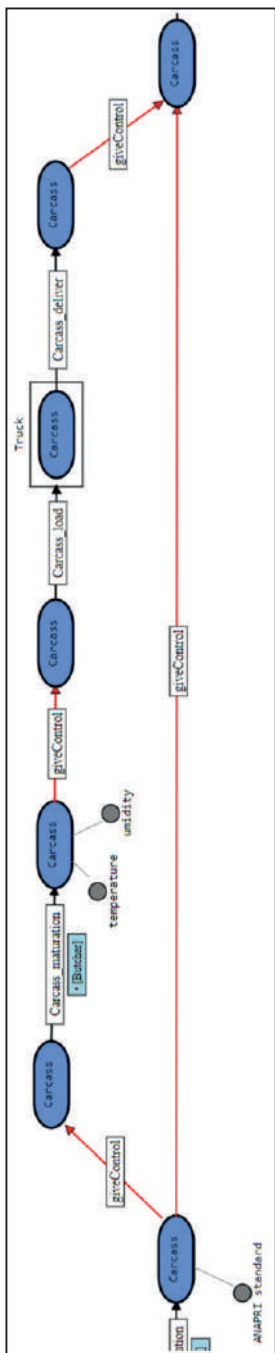 Truck
Carcass
Carcass_maturation
• [Butcher]
Carcass
temperature
umidity
giveControl
Carcass
Carcass_load
Carcass
Carcass_deliver
Carcass
giveControl
giveControl
Carcass
ANAPRI standard
giveControl
Carcass